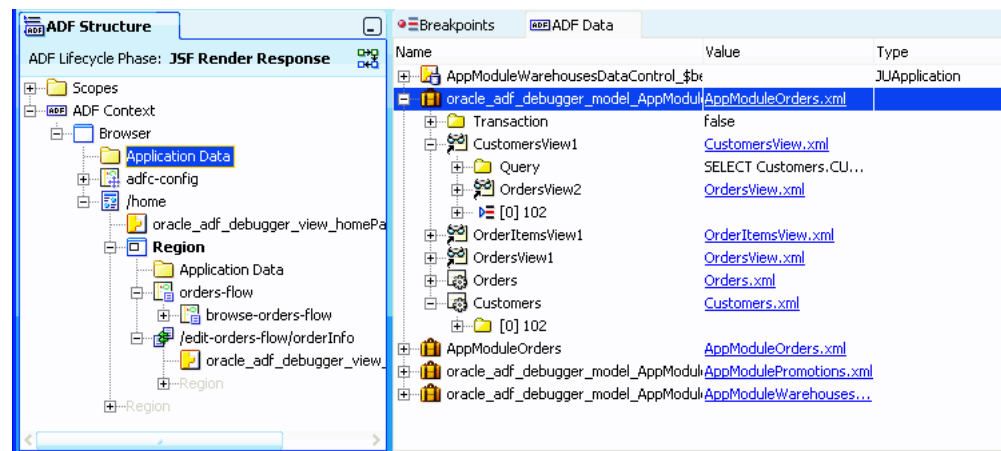 ADF Structure
ADF Lifecycle Phase: JSF Render Response
Scopes
ADF Context
Browser
Application Data
adfc-config
/home
oracle_adf_debugger_view_homePa
Region
Application Data
orders-flow
browse-orders-flow
/edit-orders-flow/orderInfo
oracle_adf_debugger_view_
Region
Region
Breakpoints ADF ADF Data
Name Value Type
AppModuleWarehousesDataControl_$be JUApplication
oracle_adf_debugger_model_AppModul AppModuleOrders.xml
Transaction false
CustomersView1 CustomersView.xml
Query SELECT Customers.CU...
OrdersView2 OrdersView.xml
[0] 102
OrderItemsView1 OrderItemsView.xml
OrdersView1 OrdersView.xml
Orders Orders.xml
Customers Customers.xml
[0] 102
AppModuleOrders AppModuleOrders.xml
oracle_adf_debugger_model_AppModul AppModulePromotions.xml
oracle_adf_debugger_model_AppModul AppModuleWarehouses...